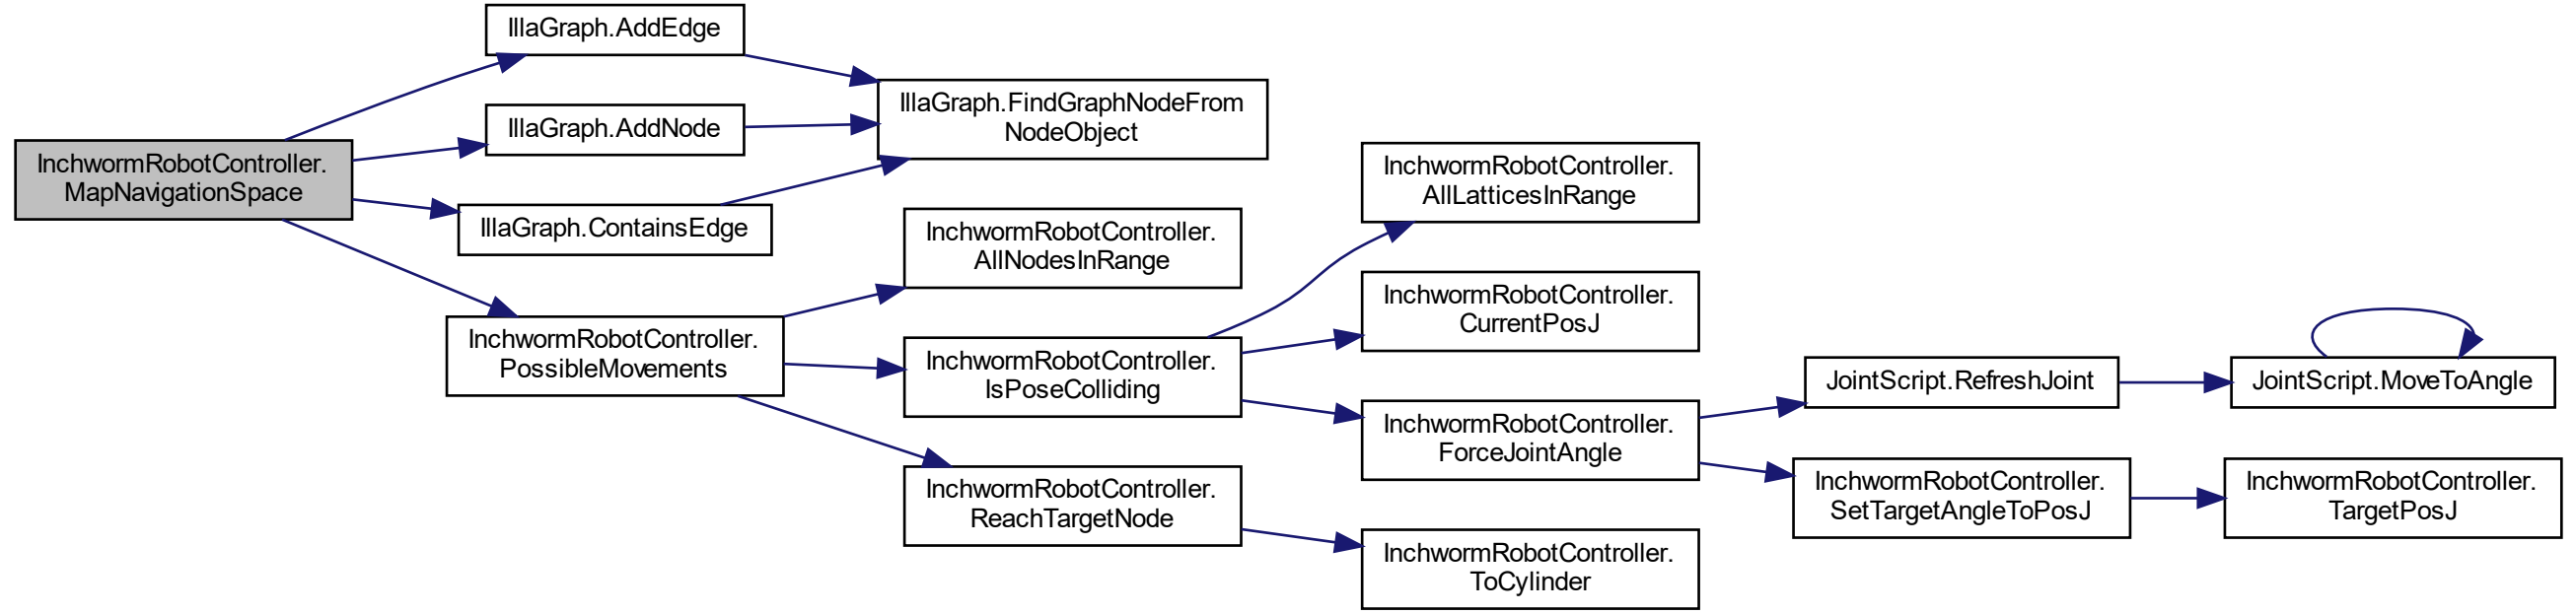 IllaGraph.AddEdge
IllaGraph.FindGraphNodeFrom
NodeObject
IllaGraph.AddNode
InchwormRobotController.
MapNavigationSpace
IllaGraph.ContainsEdge
InchwormRobotController.
AllLatticesInRange
InchwormRobotController.
AllNodesInRange
InchwormRobotController.
CurrentPosJ
InchwormRobotController.
PossibleMovements
InchwormRobotController.
IsPoseColliding
JointScript.RefreshJoint
JointScript.MoveToAngle
InchwormRobotController.
ForceJointAngle
InchwormRobotController.
SetTargetAngleToPosJ
InchwormRobotController.
TargetPosJ
InchwormRobotController.
ReachTargetNode
InchwormRobotController.
ToCylinder